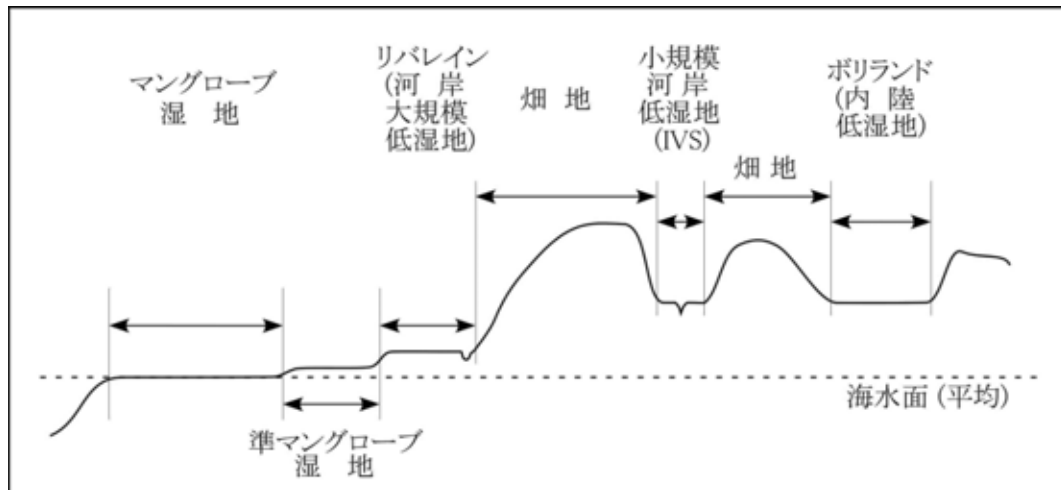 マングローブ
湿 地
リバレイン
(河 岸
大規模
低湿地)
畑 地
小規模
河 岸
低湿地
(IVS)
畑 地
ボリランド
(内 陸
低湿地)
海水面 (平均)
準マングローブ
湿 地